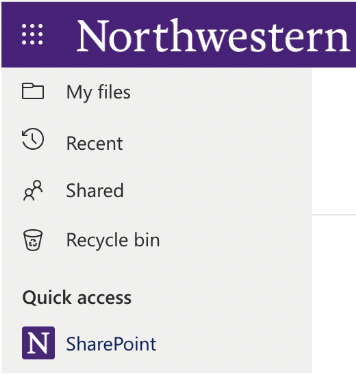 Northwestern
My files
Recent
Shared
Recycle bin
Quick access
N SharePoint